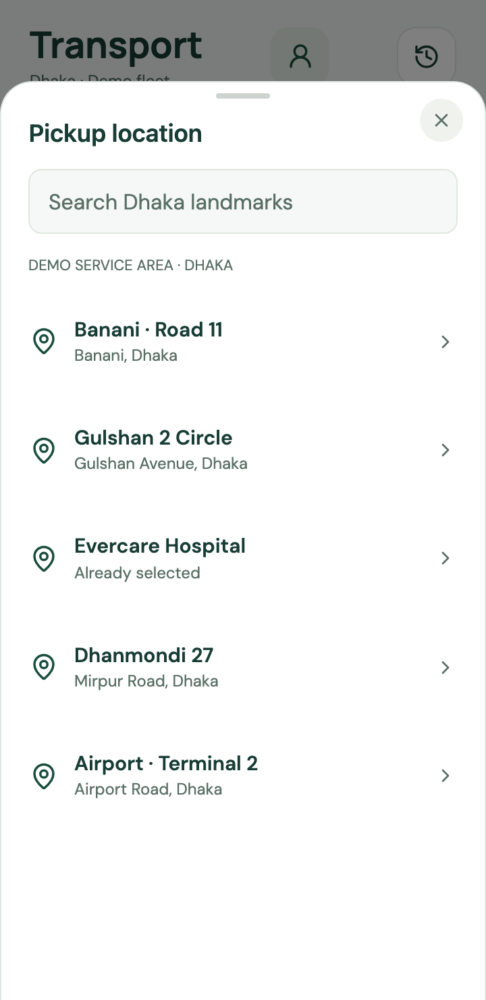 Transport
Dhaka · Demo fleet
Pickup location
Search Dhaka landmarks
DEMO SERVICE AREA · DHAKA
Banani · Road 11
Banani, Dhaka
Gulshan 2 Circle
Gulshan Avenue, Dhaka
Evercare Hospital
Already selected
Dhanmondi 27
Mirpur Road, Dhaka
Airport · Terminal 2
Airport Road, Dhaka